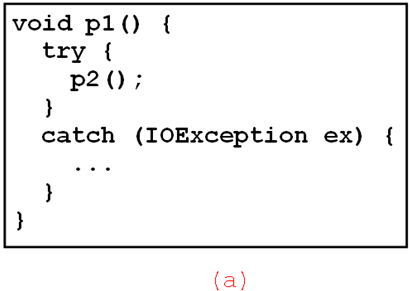 void p1() {
  try {
    p2();
  }
  catch (IOException ex) {
    ...
  }
}
(a)